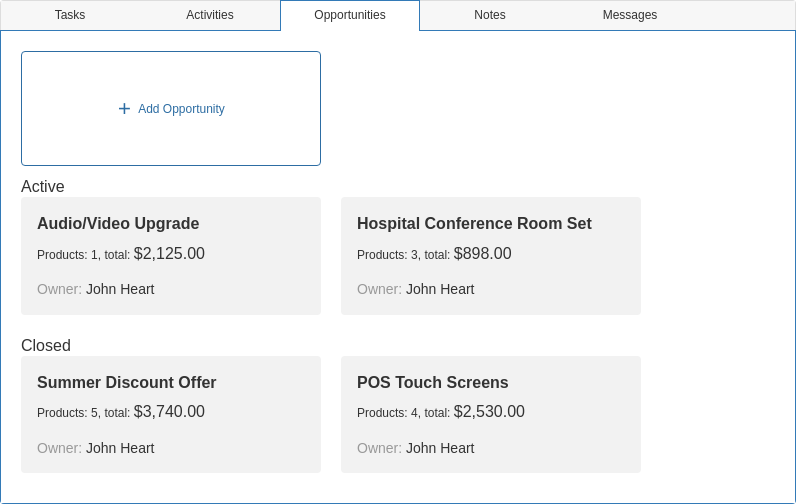 Tasks Activities Opportunities Notes Messages
Add Opportunity
Active
Audio/Video Upgrade
Products: 1, total: $2,125.00
Owner: John Heart
Hospital Conference Room Set
Products: 3, total: $898.00
Owner: John Heart
Closed
Summer Discount Offer
Products: 5, total: $3,740.00
Owner: John Heart
POS Touch Screens
Products: 4, total: $2,530.00
Owner: John Heart